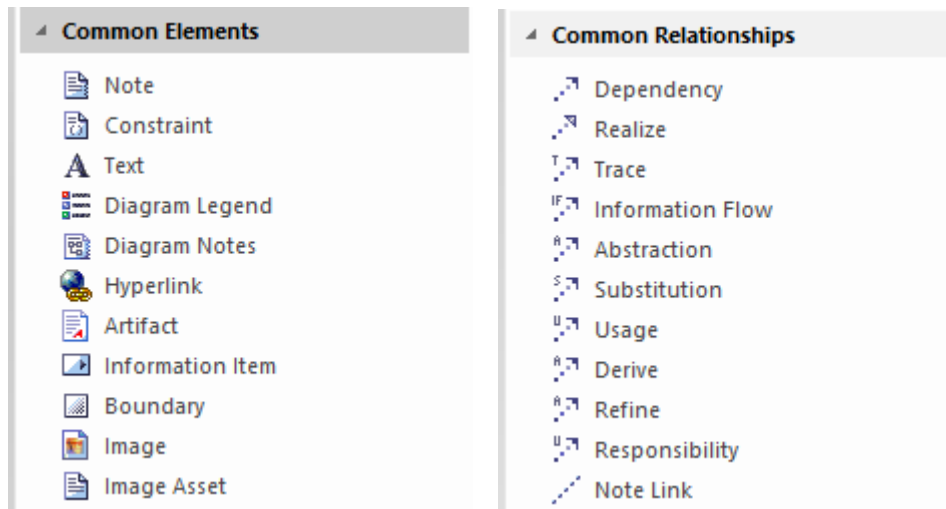 Common Elements
Note
Constraint
Text
Diagram Legend
Diagram Notes
Hyperlink
Artifact
Information Item
Boundary
Image
Image Asset
Common Relationships
Dependency
Realize
Trace
Information Flow
Abstraction
Substitution
Usage
Derive
Refine
Responsibility
Note Link